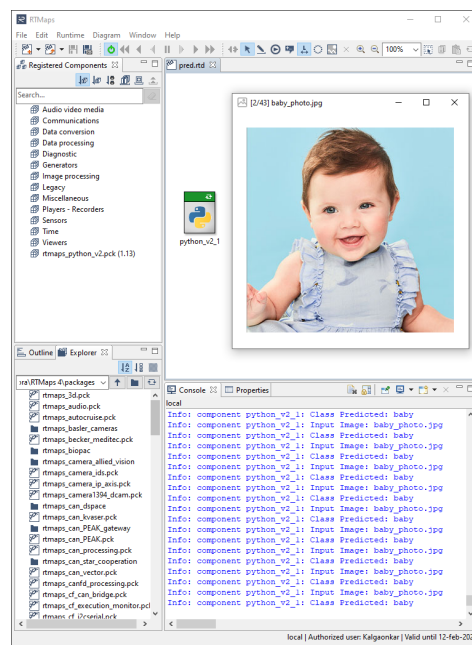 RTMaps
File Edit Runtime Diagram Window Help
100%
Registered Components
pred.rtd
Search...
Audio video media
Communications
Data conversion
Data processing
Diagnostic
Generators
Image processing
Legacy
Miscellaneous
Players - Recorders
Sensors
Time
Viewers
rtmaps_python_v2.pck (1.13)
[2/43] baby_photo.jpg
python_v2_1
Outline Explorer
ora\RTMaps 4\packages
rtmaps_3d.pck
rtmaps_audio.pck
rtmaps_autocruise.pck
rtmaps_basler_cameras
rtmaps_becker_meditec.pck
rtmaps_biopac
rtmaps_camera_allied_vision
rtmaps_camera_ids.pck
rtmaps_camera_ip_axis.pck
rtmaps_camera1394_dcam.pck
rtmaps_can_dspace
rtmaps_can_kvaser.pck
rtmaps_can_PEAK_gateway
rtmaps_can_PEAK.pck
rtmaps_can_processing.pck
rtmaps_can_star_cooperation
rtmaps_can_vector.pck
rtmaps_canfd_processing.pck
rtmaps_cf_can_bridge.pck
rtmaps_cf_execution_monitor.pcl
rtmaps_cf_i2cserial.pck
Console Properties
local
Info: component python_v2_1: Class Predicted: baby
Info: component python_v2_1: Input Image: baby_photo.jpg
Info: component python_v2_1: Class Predicted: baby
Info: component python_v2_1: Input Image: baby_photo.jpg
Info: component python_v2_1: Class Predicted: baby
Info: component python_v2_1: Input Image: baby_photo.jpg
Info: component python_v2_1: Class Predicted: baby
Info: component python_v2_1: Input Image: baby_photo.jpg
Info: component python_v2_1: Class Predicted: baby
Info: component python_v2_1: Input Image: baby_photo.jpg
Info: component python_v2_1: Class Predicted: baby
Info: component python_v2_1: Input Image: baby_photo.jpg
Info: component python_v2_1: Class Predicted: baby
Info: component python_v2_1: Input Image: baby_photo.jpg
Info: component python_v2_1: Class Predicted: baby
Info: component python_v2_1: Input Image: baby_photo.jpg
Info: component python_v2_1: Class Predicted: baby
local | Authorized user: Kalgaonkar | Valid until 12-feb-202